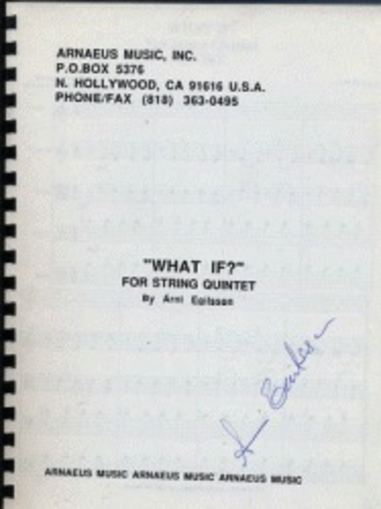 ARNAEUS MUSIC, INC.
P.O.BOX 5376
N. HOLLYWOOD, CA 91616 U.S.A.
PHONE/FAX (818) 363-0495
"WHAT IF?"
FOR STRING QUINTET
By Arni Egilsson
ARNAEUS MUSIC ARNAEUS MUSIC ARNAEUS MUSIC